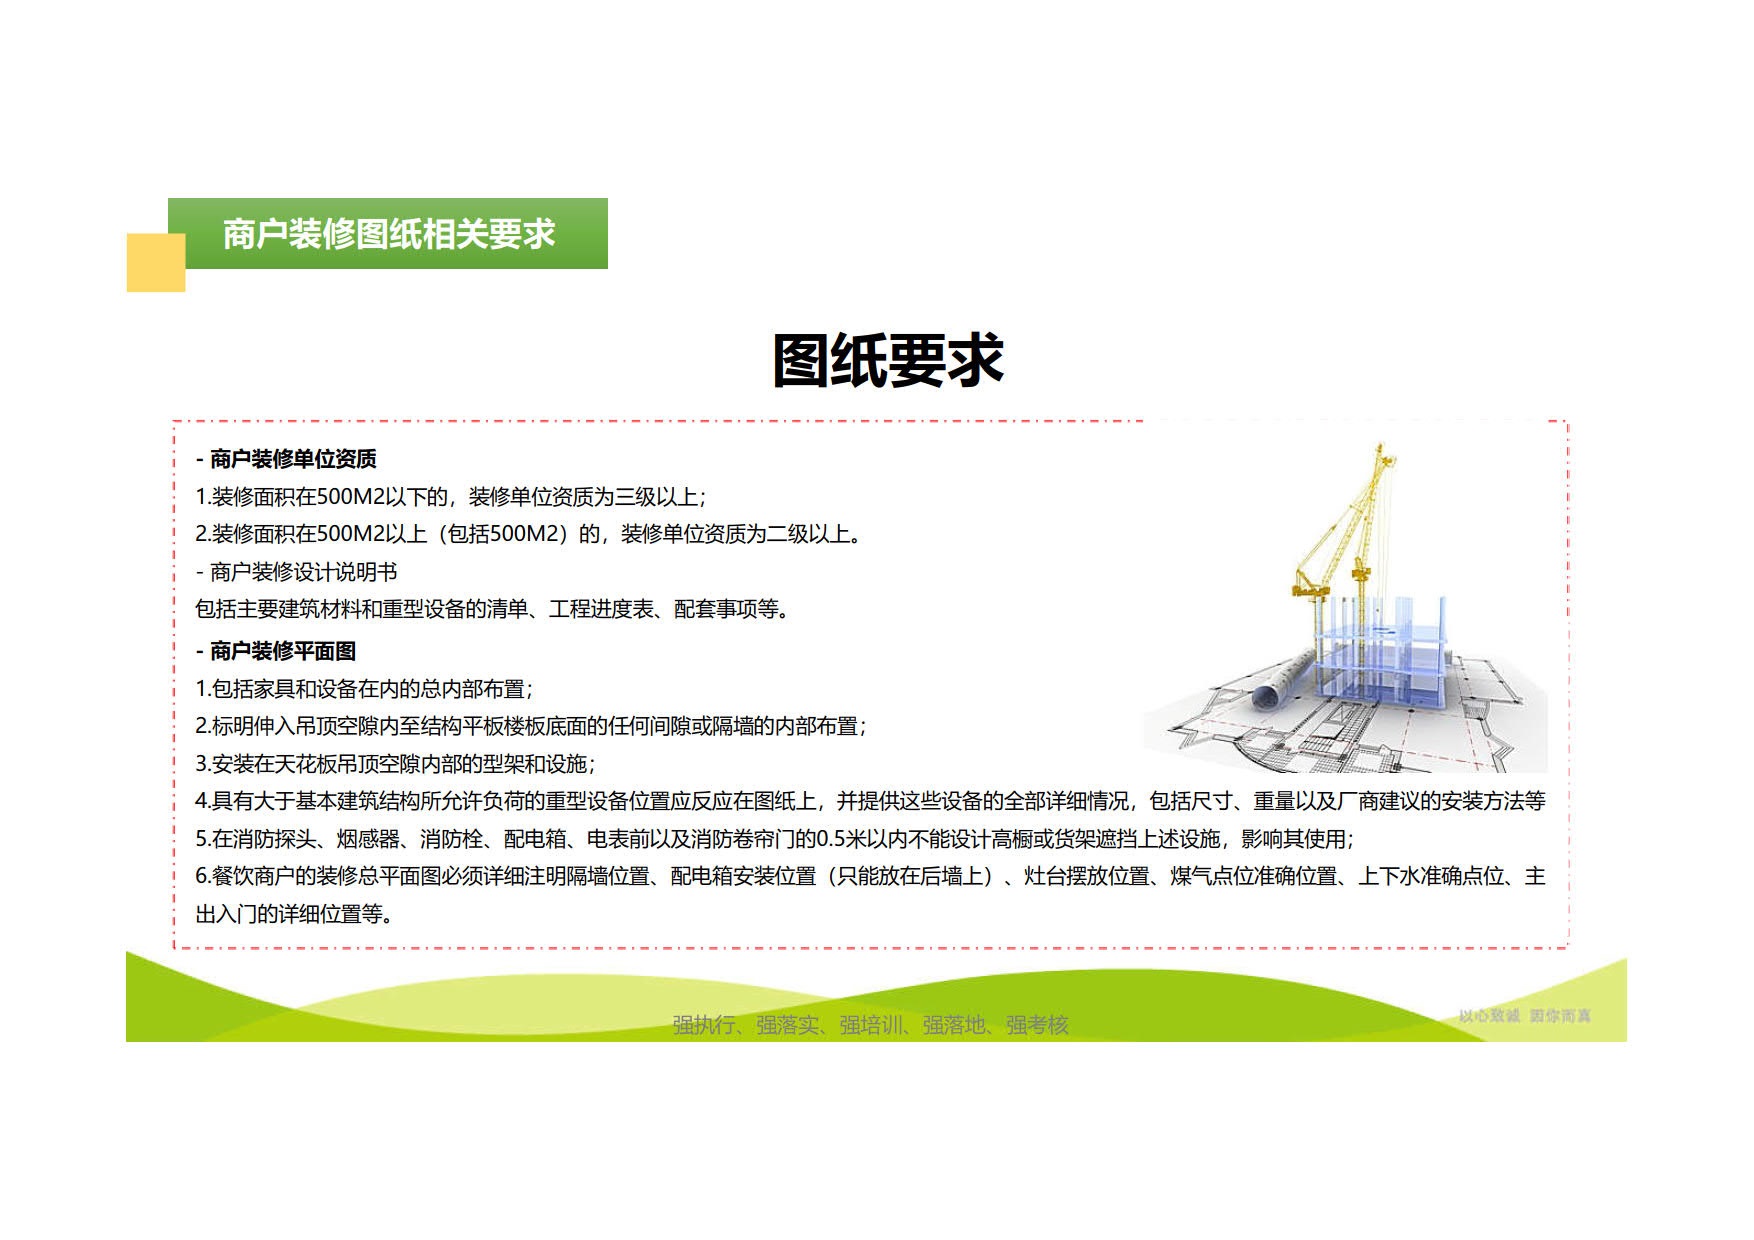 商户装修图纸相关要求
图纸要求
- 商户装修单位资质
1.装修面积在500M2以下的，装修单位资质为三级以上；
2.装修面积在500M2以上（包括500M2）的，装修单位资质为二级以上。
- 商户装修设计说明书
包括主要建筑材料和重型设备的清单、工程进度表、配套事项等。
- 商户装修平面图
1.包括家具和设备在内的总内部布置；
2.标明伸入吊顶空隙内至结构平板楼板底面的任何间隙或隔墙的内部布置；
3.安装在天花板吊顶空隙内部的型架和设施；
4.具有大于基本建筑结构所允许负荷的重型设备位置应反应在图纸上，并提供这些设备的全部详细情况，包括尺寸、重量以及厂商建议的安装方法等
5.在消防探头、烟感器、消防栓、配电箱、电表前以及消防卷帘门的0.5米以内不能设计高橱或货架遮挡上述设施，影响其使用；
6.餐饮商户的装修总平面图必须详细注明隔墙位置、配电箱安装位置（只能放在后墙上）、灶台摆放位置、煤气点位准确位置、上下水准确点位、主
出入门的详细位置等。
强执行、强落实、强培训、强落地、强考核
以心致诚 因你而真